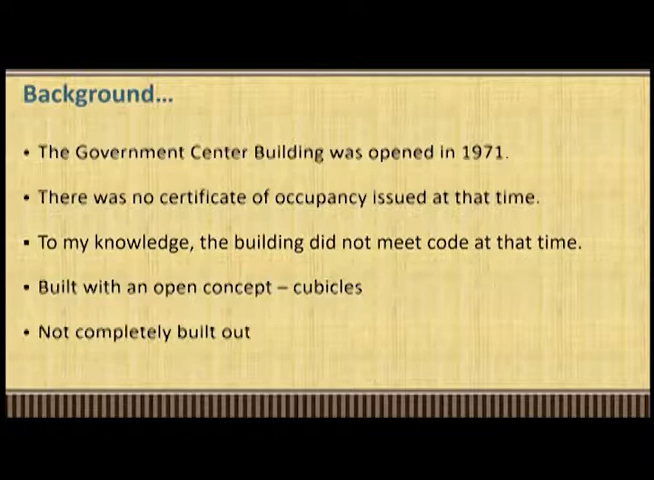 Background...
• The Government Center Building was opened in 1971.
• There was no certificate of occupancy issued at that time.
▪ To my knowledge, the building did not meet code at that time.
▪ Built with an open concept – cubicles
• Not completely built out